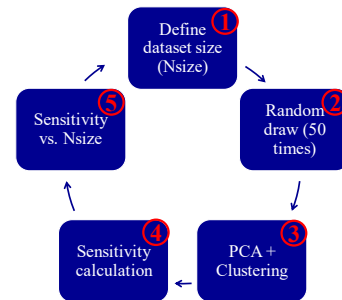 ①
Define
dataset size
(Nsize)
②
Random
draw (50
times)
③
PCA +
Clustering
④
Sensitivity
calculation
⑤
Sensitivity
vs. Nsize